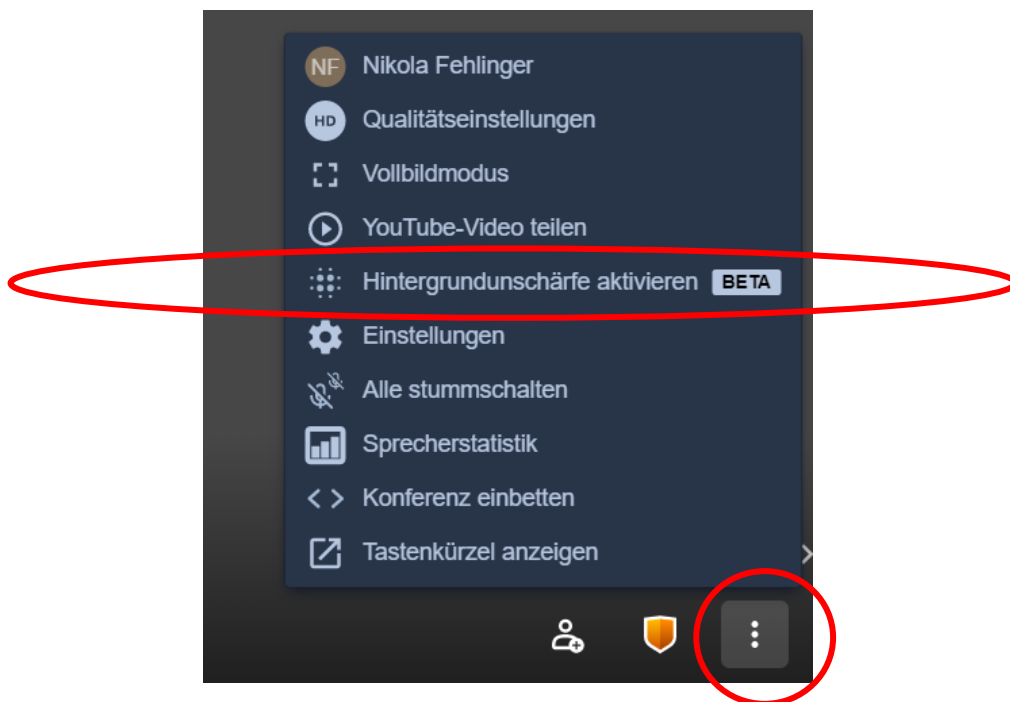 NF Nikola Fehlinger
HD Qualitätseinstellungen
Vollbildmodus
YouTube-Video teilen
Hintergrundunschärfe aktivieren BETA
Einstellungen
Alle stummschalten
Sprecherstatistik
Konferenz einbetten
Tastenkürzel anzeigen